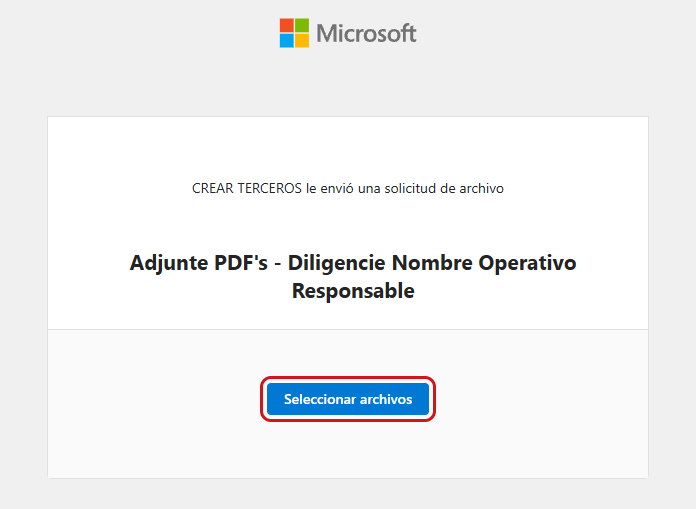 Microsoft
CREAR TERCEROS le envió una solicitud de archivo
Adjunte PDF's - Diligencie Nombre Operativo
Responsable
Seleccionar archivos